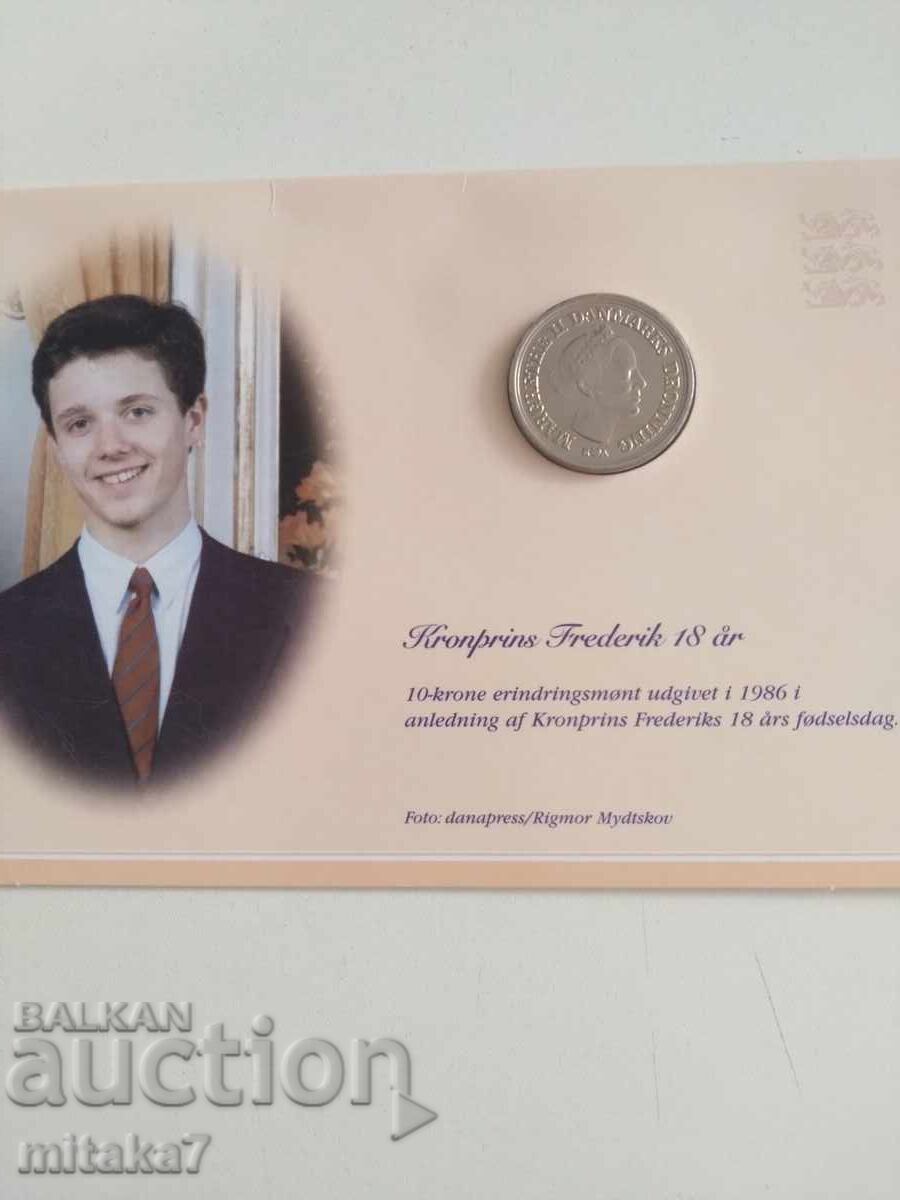 MARGRETHE II DANMARKS DRONNING
Kronprins Frederik 18 år
10-krone erindringsmønt udgivet i 1986 i
anledning af Kronprins Frederiks 18 års fødselsdag.
Foto: danapress/Rigmor Mydtskov
BALKAN
auction
mitaka7